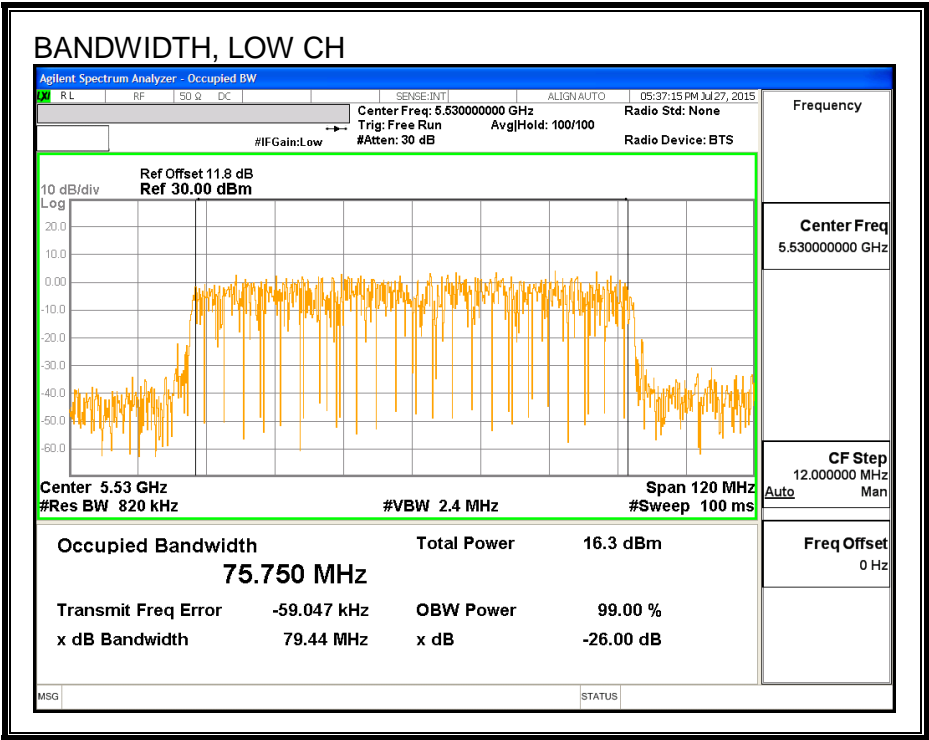 BANDWIDTH, LOW CH
Agilent Spectrum Analyzer - Occupied BW
LXI RL RF 50 Ω DC SENSE:INT ALIGN AUTO 05:37:15 PM Jul 27, 2015
Center Freq: 5.530000000 GHz Radio Std: None
Trig: Free Run Avg|Hold: 100/100
#IFGain:Low #Atten: 30 dB Radio Device: BTS
Ref Offset 11.8 dB
10 dB/div Ref 30.00 dBm
Log
20.0
10.0
0.00
-10.0
-20.0
-30.0
-40.0
-50.0
-60.0
Center 5.53 GHz Span 120 MHz
#Res BW 820 kHz #VBW 2.4 MHz #Sweep 100 ms
Occupied Bandwidth Total Power 16.3 dBm
75.750 MHz
Transmit Freq Error -59.047 kHz OBW Power 99.00 %
x dB Bandwidth 79.44 MHz x dB -26.00 dB
MSG STATUS
Frequency
Center Freq
5.530000000 GHz
CF Step
12.000000 MHz
Auto Man
Freq Offset
0 Hz